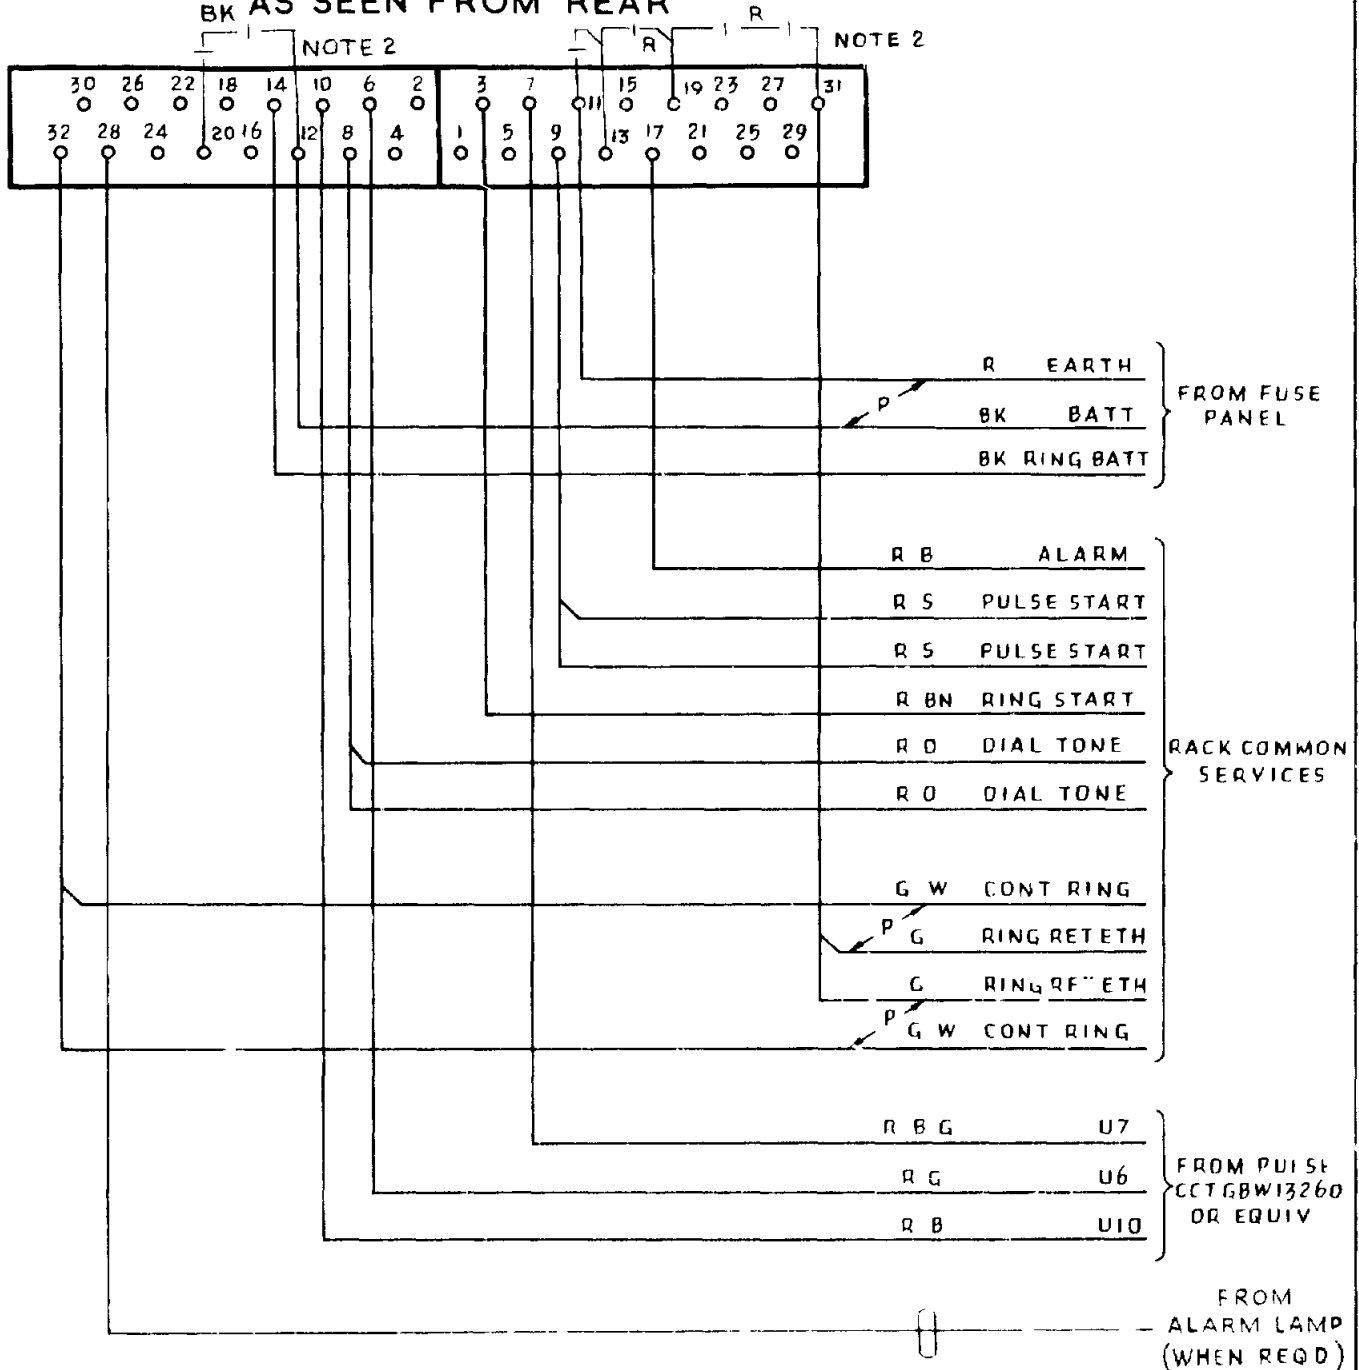 AS SEEN FROM REAR
BK NOTE 2 R R NOTE 2
30 26 22 18 14 10 6 2 3 7 11 15 19 23 27 31
32 28 24 20 16 12 8 4 1 5 9 13 17 21 25 29
R EARTH
P
BK BATT
BK RING BATT
FROM FUSE
PANEL
R B ALARM
R S PULSE START
R S PULSE START
R BN RING START
R O DIAL TONE
R O DIAL TONE
G W CONT RING
P
G RING RET ETH
G RING RET ETH
P
G W CONT RING
RACK COMMON
SERVICES
R B G U7
R G U6
R B U10
FROM PULSE
CCT GBW13260
OR EQUIV
FROM
ALARM LAMP
(WHEN REQD)